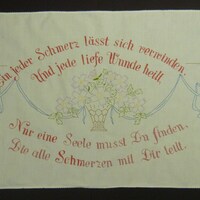 Ein jeder Schmerz lässt sich verwinden,
Und jede tiefe Wunde heilt.
Nur eine Seele musst Du finden,
Die alle Schmerzen mit Dir teilt.